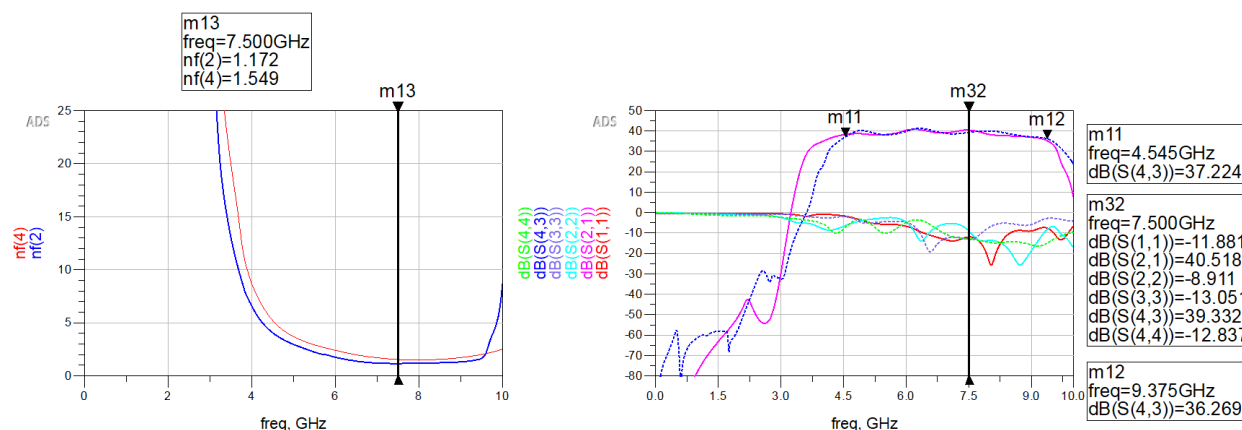 m13
freq=7.500GHz
nf(2)=1.172
nf(4)=1.549
m13
ADS
25
20
15
10
5
0
0
2
4
6
8
10
freq, GHz
nf(4)
nf(2)
m32
m11
m12
ADS
50
40
30
20
10
0
-10
-20
-30
-40
-50
-60
-70
-80
0.0
1.5
3.0
4.5
6.0
7.5
9.0
10.0
freq, GHz
dB(S(4,4))
dB(S(4,3))
dB(S(3,3))
dB(S(2,2))
dB(S(2,1))
dB(S(1,1))
m11
freq=4.545GHz
dB(S(4,3))=37.224
m32
freq=7.500GHz
dB(S(1,1))=-11.881
dB(S(2,1))=40.518
dB(S(2,2))=-8.911
dB(S(3,3))=-13.051
dB(S(4,3))=39.332
dB(S(4,4))=-12.837
m12
freq=9.375GHz
dB(S(4,3))=36.269